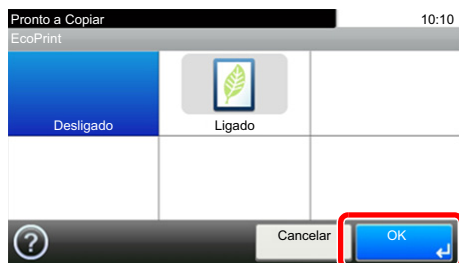 Pronto a Copiar 10:10
EcoPrint
Desligado Ligado
? Cancelar OK